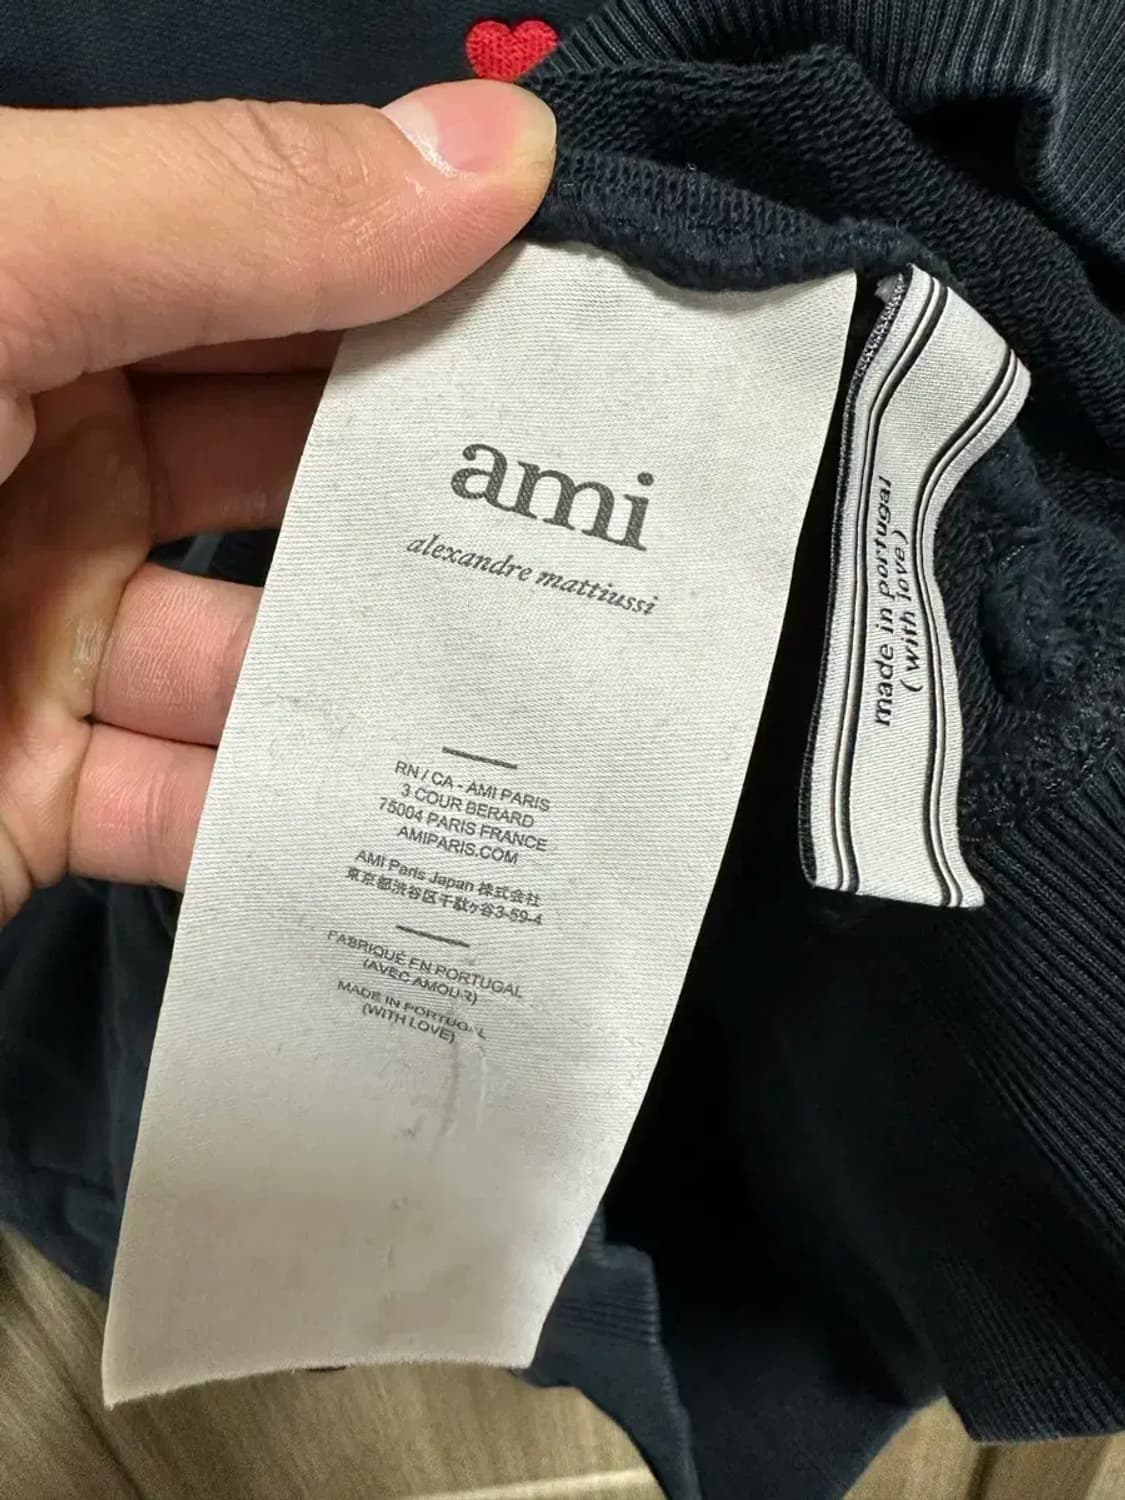 ami
alexandre mattiussi
RN / CA - AMI PARIS
3 COUR BERARD
75004 PARIS FRANCE
AMIPARIS.COM
AMI Paris Japan 株式会社
東京都渋谷区千駄ヶ谷3-59-4
FABRIQUÉ EN PORTUGAL
(AVEC AMOUR)
MADE IN PORTUGAL
(WITH LOVE)
made in portugal
(with love)